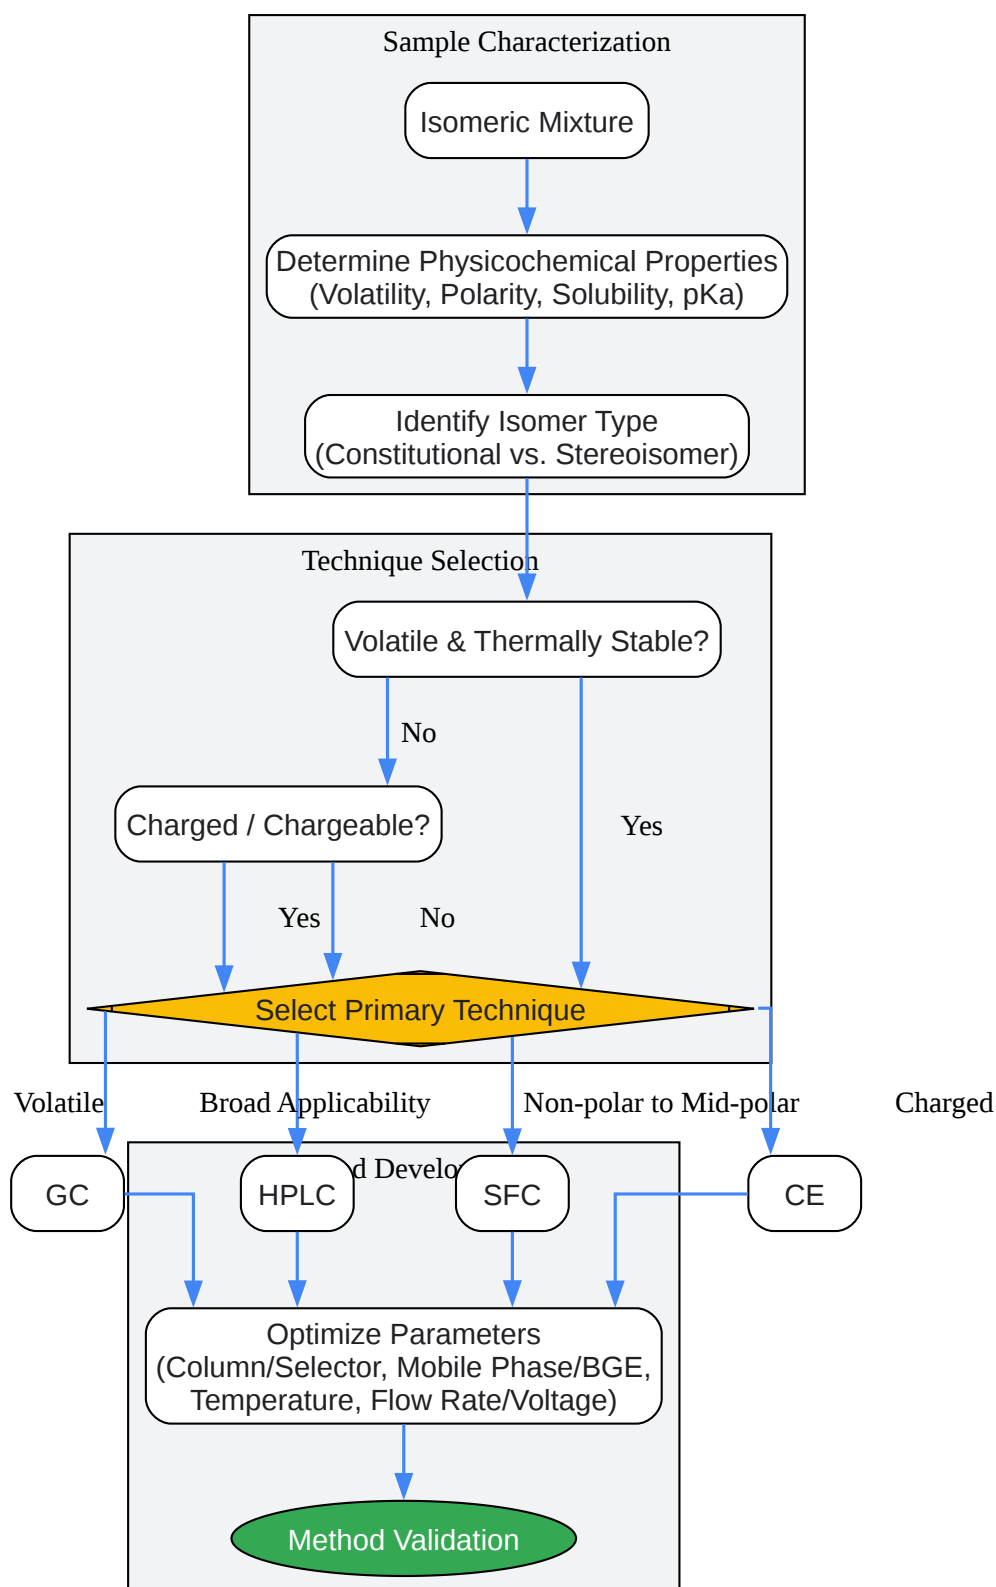 Sample Characterization
Isomeric Mixture
Determine Physicochemical Properties
(Volatility, Polarity, Solubility, pKa)
Identify Isomer Type
(Constitutional vs. Stereoisomer)
Technique Selection
Volatile & Thermally Stable?
No
Charged / Chargeable?
Yes
Yes
No
Select Primary Technique
Volatile
Broad Applicability
Non-polar to Mid-polar
Charged
GC
HPLC
SFC
CE
Optimize Parameters
(Column/Selector, Mobile Phase/BGE,
Temperature, Flow Rate/Voltage)
Method Validation